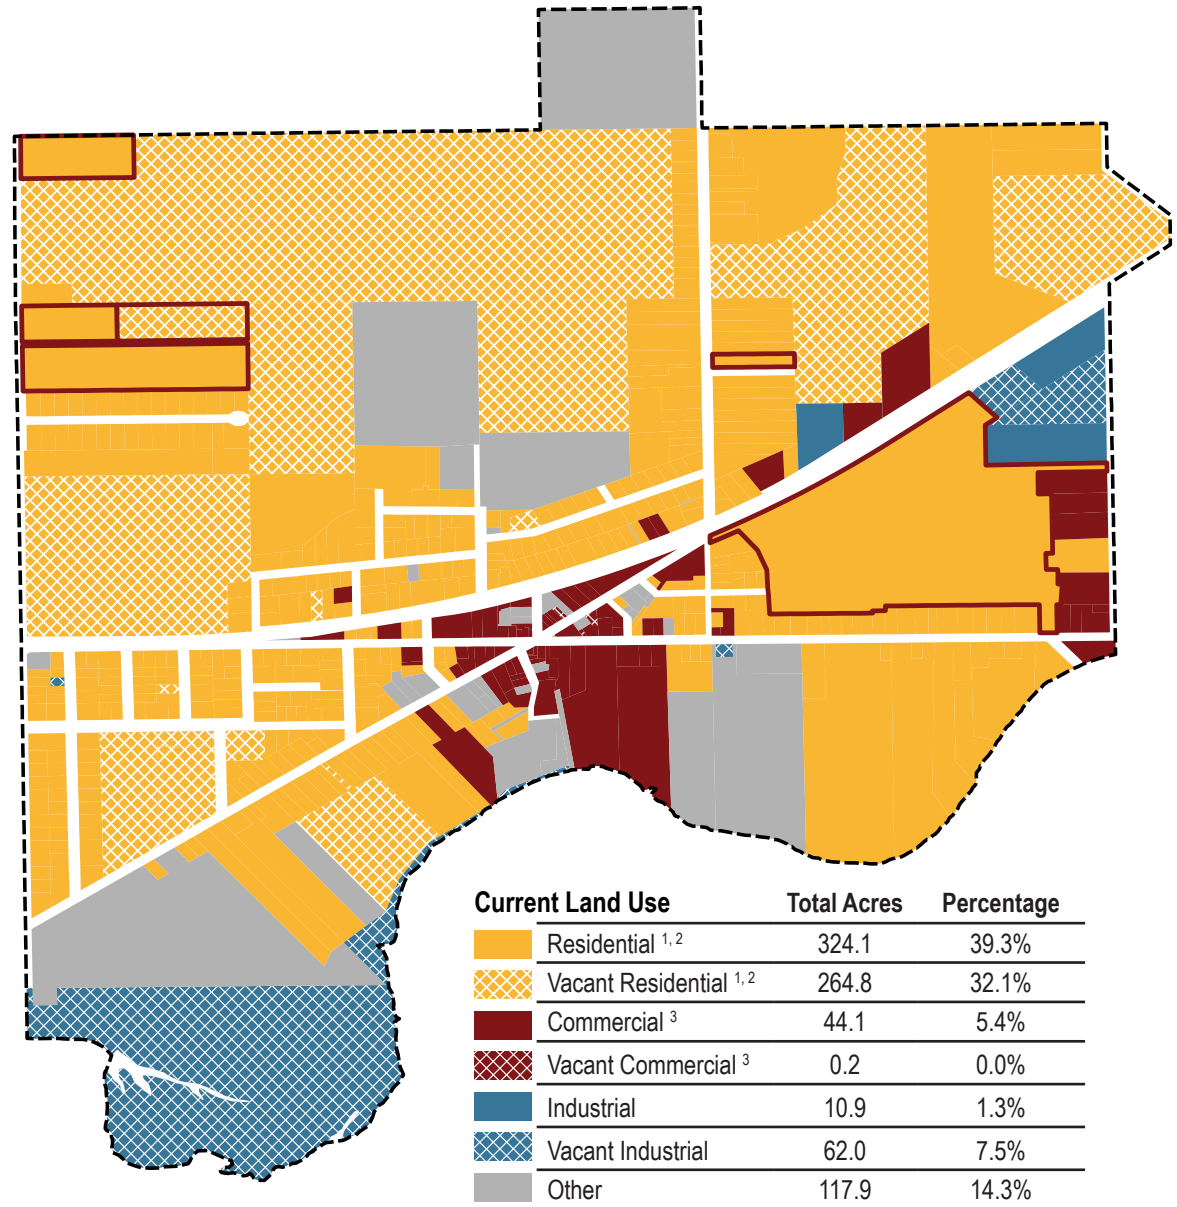 Current Land Use Total Acres Percentage
Residential 1, 2 324.1 39.3%
Vacant Residential 1, 2 264.8 32.1%
Commercial 3 44.1 5.4%
Vacant Commercial 3 0.2 0.0%
Industrial 10.9 1.3%
Vacant Industrial 62.0 7.5%
Other 117.9 14.3%